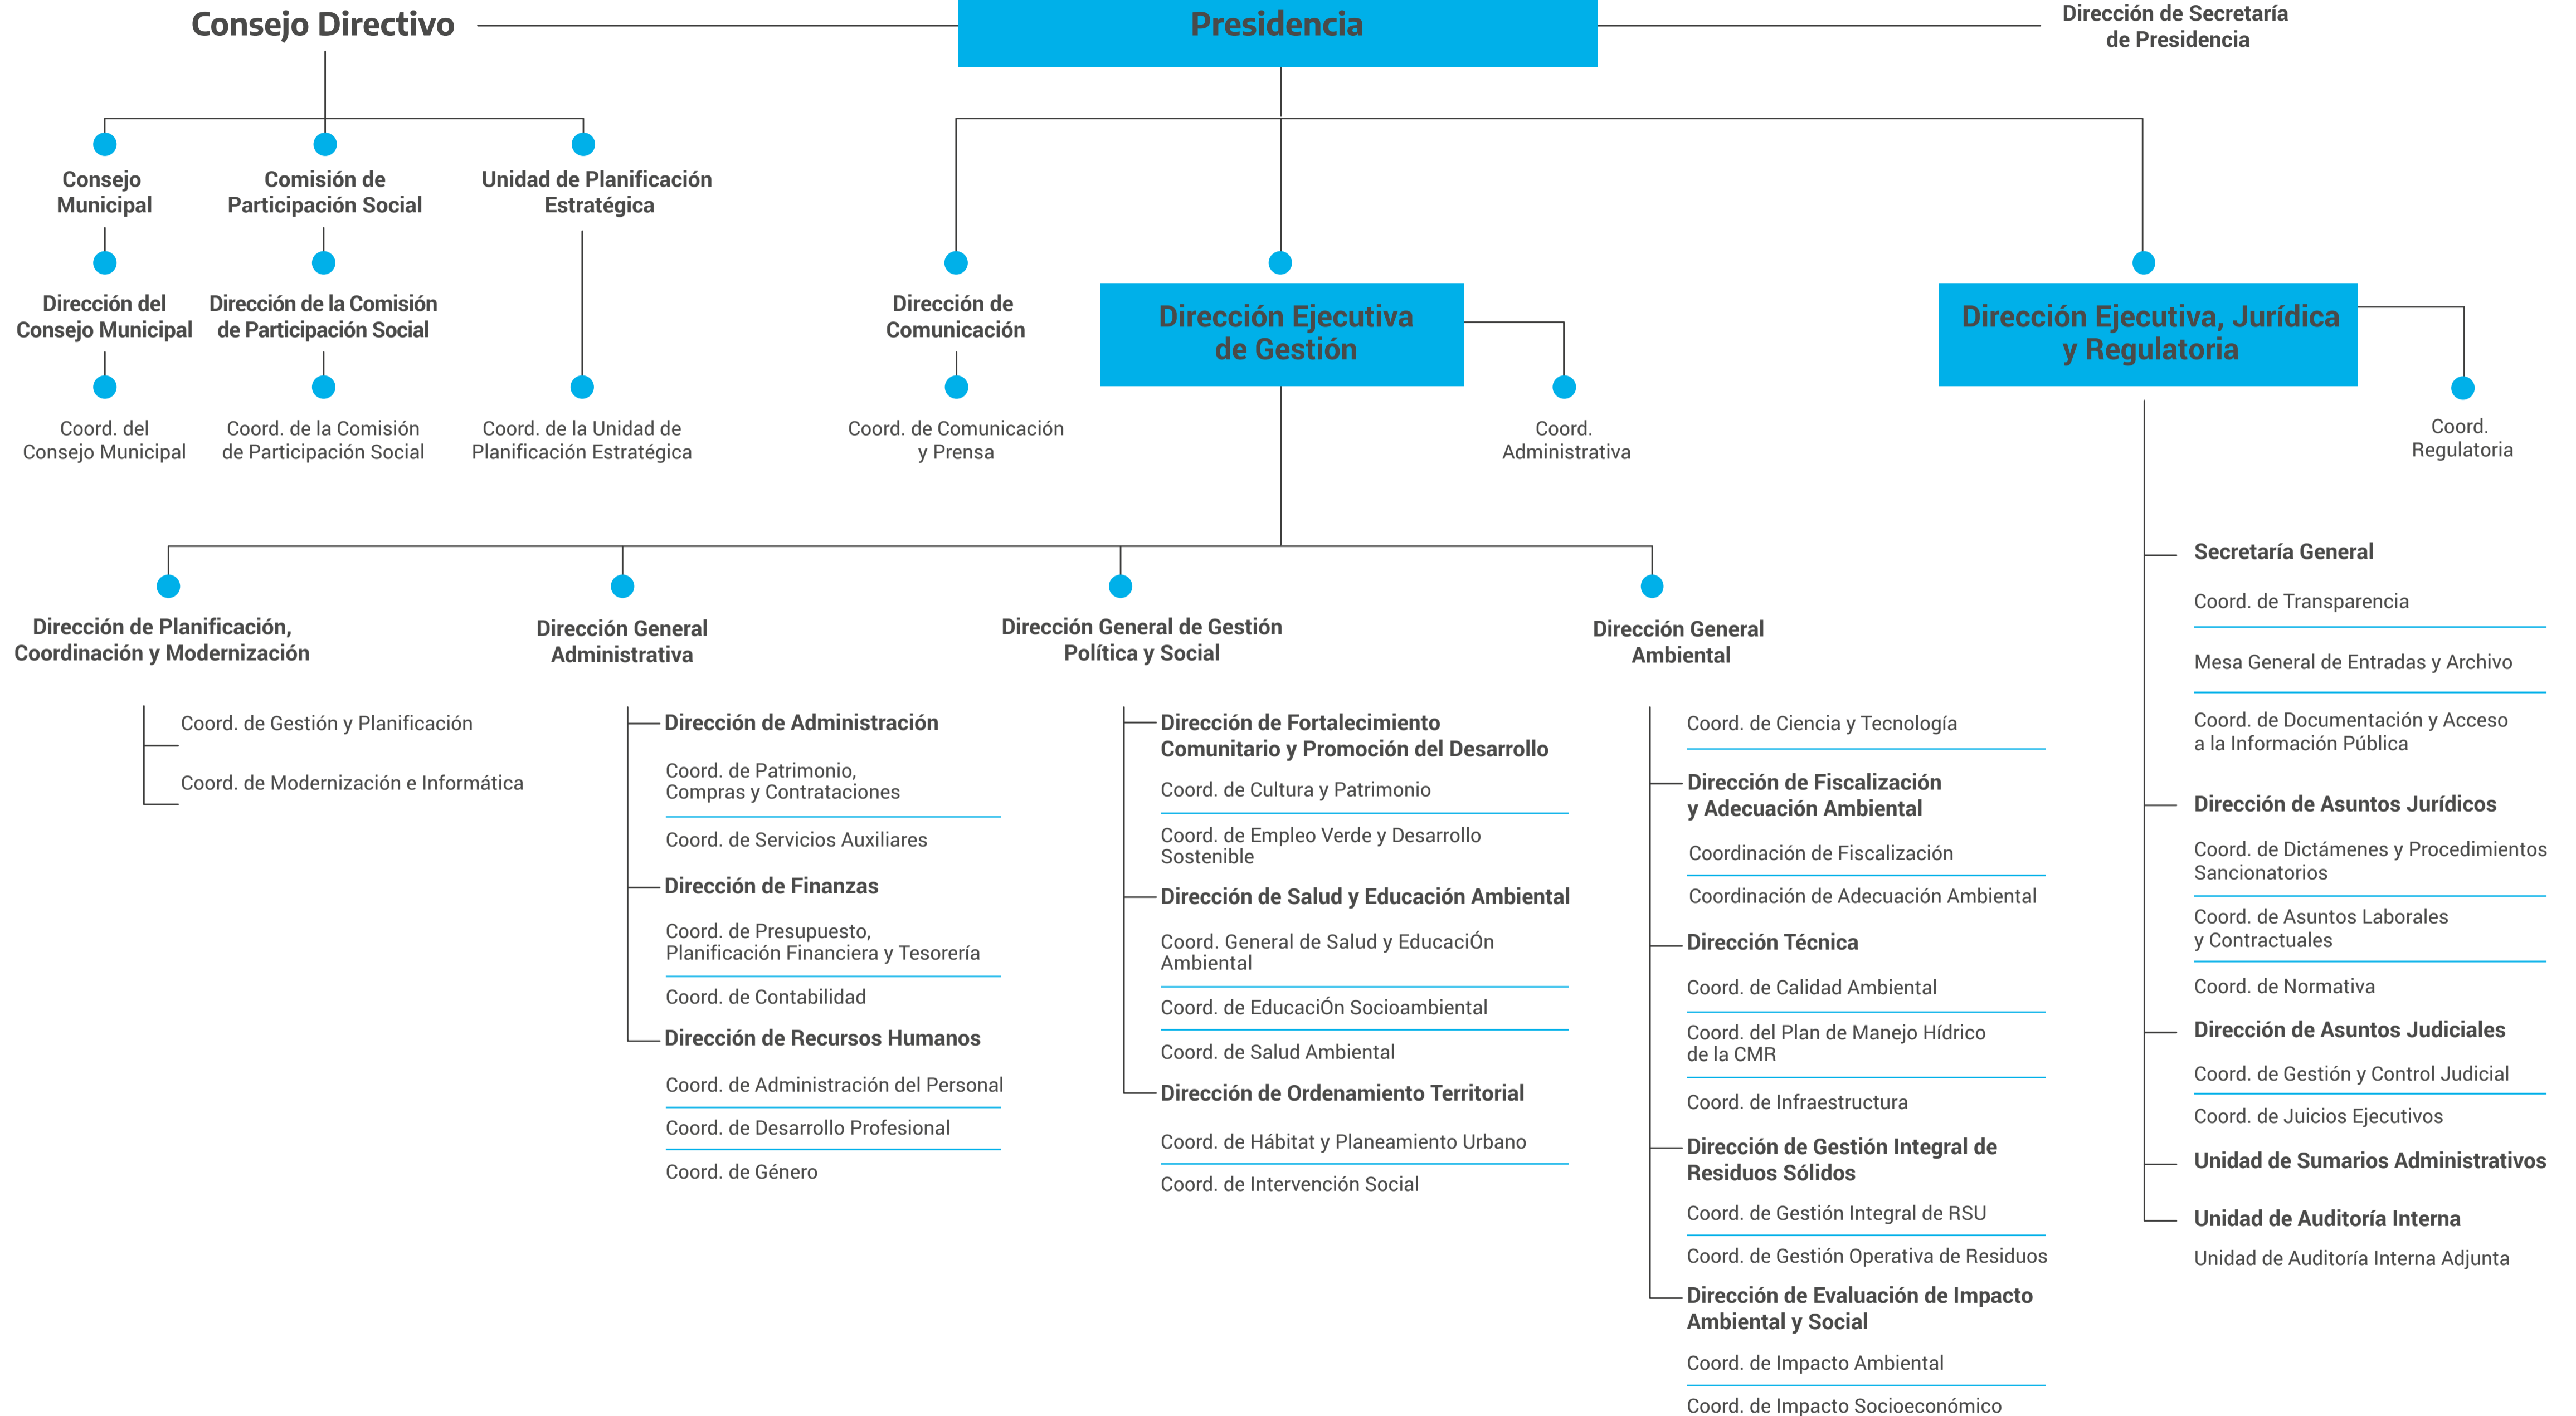 Consejo Directivo
Presidencia
Dirección de Secretaría
de Presidencia
Consejo
Municipal
Comisión de
Participación Social
Unidad de Planificación
Estratégica
Dirección del
Consejo Municipal
Dirección de la Comisión
de Participación Social
Dirección de
Comunicación
Dirección Ejecutiva
de Gestión
Dirección Ejecutiva, Jurídica
y Regulatoria
Coord. del
Consejo Municipal
Coord. de la Comisión
de Participación Social
Coord. de la Unidad de
Planificación Estratégica
Coord. de Comunicación
y Prensa
Coord.
Administrativa
Coord.
Regulatoria
Dirección de Planificación,
Coordinación y Modernización
Coord. de Gestión y Planificación
Coord. de Modernización e Informática
Dirección General
Administrativa
Dirección de Administración
Coord. de Patrimonio,
Compras y Contrataciones
Coord. de Servicios Auxiliares
Dirección de Finanzas
Coord. de Presupuesto,
Planificación Financiera y Tesorería
Coord. de Contabilidad
Dirección de Recursos Humanos
Coord. de Administración del Personal
Coord. de Desarrollo Profesional
Coord. de Género
Dirección General de Gestión
Política y Social
Dirección de Fortalecimiento
Comunitario y Promoción del Desarrollo
Coord. de Cultura y Patrimonio
Coord. de Empleo Verde y Desarrollo
Sostenible
Dirección de Salud y Educación Ambiental
Coord. General de Salud y EducaciÓn
Ambiental
Coord. de EducaciÓn Socioambiental
Coord. de Salud Ambiental
Dirección de Ordenamiento Territorial
Coord. de Hábitat y Planeamiento Urbano
Coord. de Intervención Social
Dirección General
Ambiental
Coord. de Ciencia y Tecnología
Dirección de Fiscalización
y Adecuación Ambiental
Coordinación de Fiscalización
Coordinación de Adecuación Ambiental
Dirección Técnica
Coord. de Calidad Ambiental
Coord. del Plan de Manejo Hídrico
de la CMR
Coord. de Infraestructura
Dirección de Gestión Integral de
Residuos Sólidos
Coord. de Gestión Integral de RSU
Coord. de Gestión Operativa de Residuos
Dirección de Evaluación de Impacto
Ambiental y Social
Coord. de Impacto Ambiental
Coord. de Impacto Socioeconómico
Secretaría General
Coord. de Transparencia
Mesa General de Entradas y Archivo
Coord. de Documentación y Acceso
a la Información Pública
Dirección de Asuntos Jurídicos
Coord. de Dictámenes y Procedimientos
Sancionatorios
Coord. de Asuntos Laborales
y Contractuales
Coord. de Normativa
Dirección de Asuntos Judiciales
Coord. de Gestión y Control Judicial
Coord. de Juicios Ejecutivos
Unidad de Sumarios Administrativos
Unidad de Auditoría Interna
Unidad de Auditoría Interna Adjunta